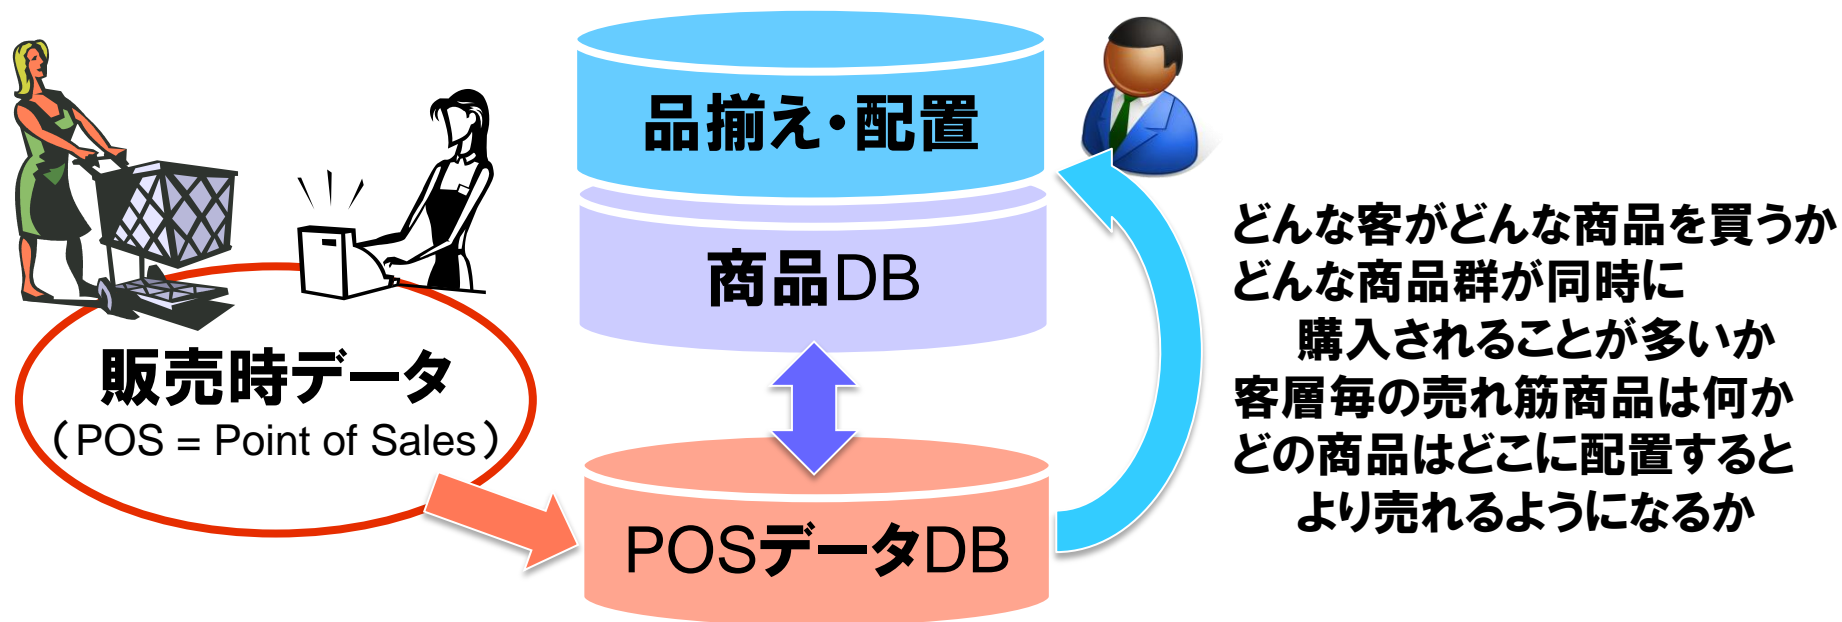 品揃え・配置
商品DB
販売時データ
（POS = Point of Sales）
POSデータDB
どんな客がどんな商品を買うか
どんな商品群が同時に
購入されることが多いか
客層毎の売れ筋商品は何か
どの商品はどこに配置すると
より売れるようになるか